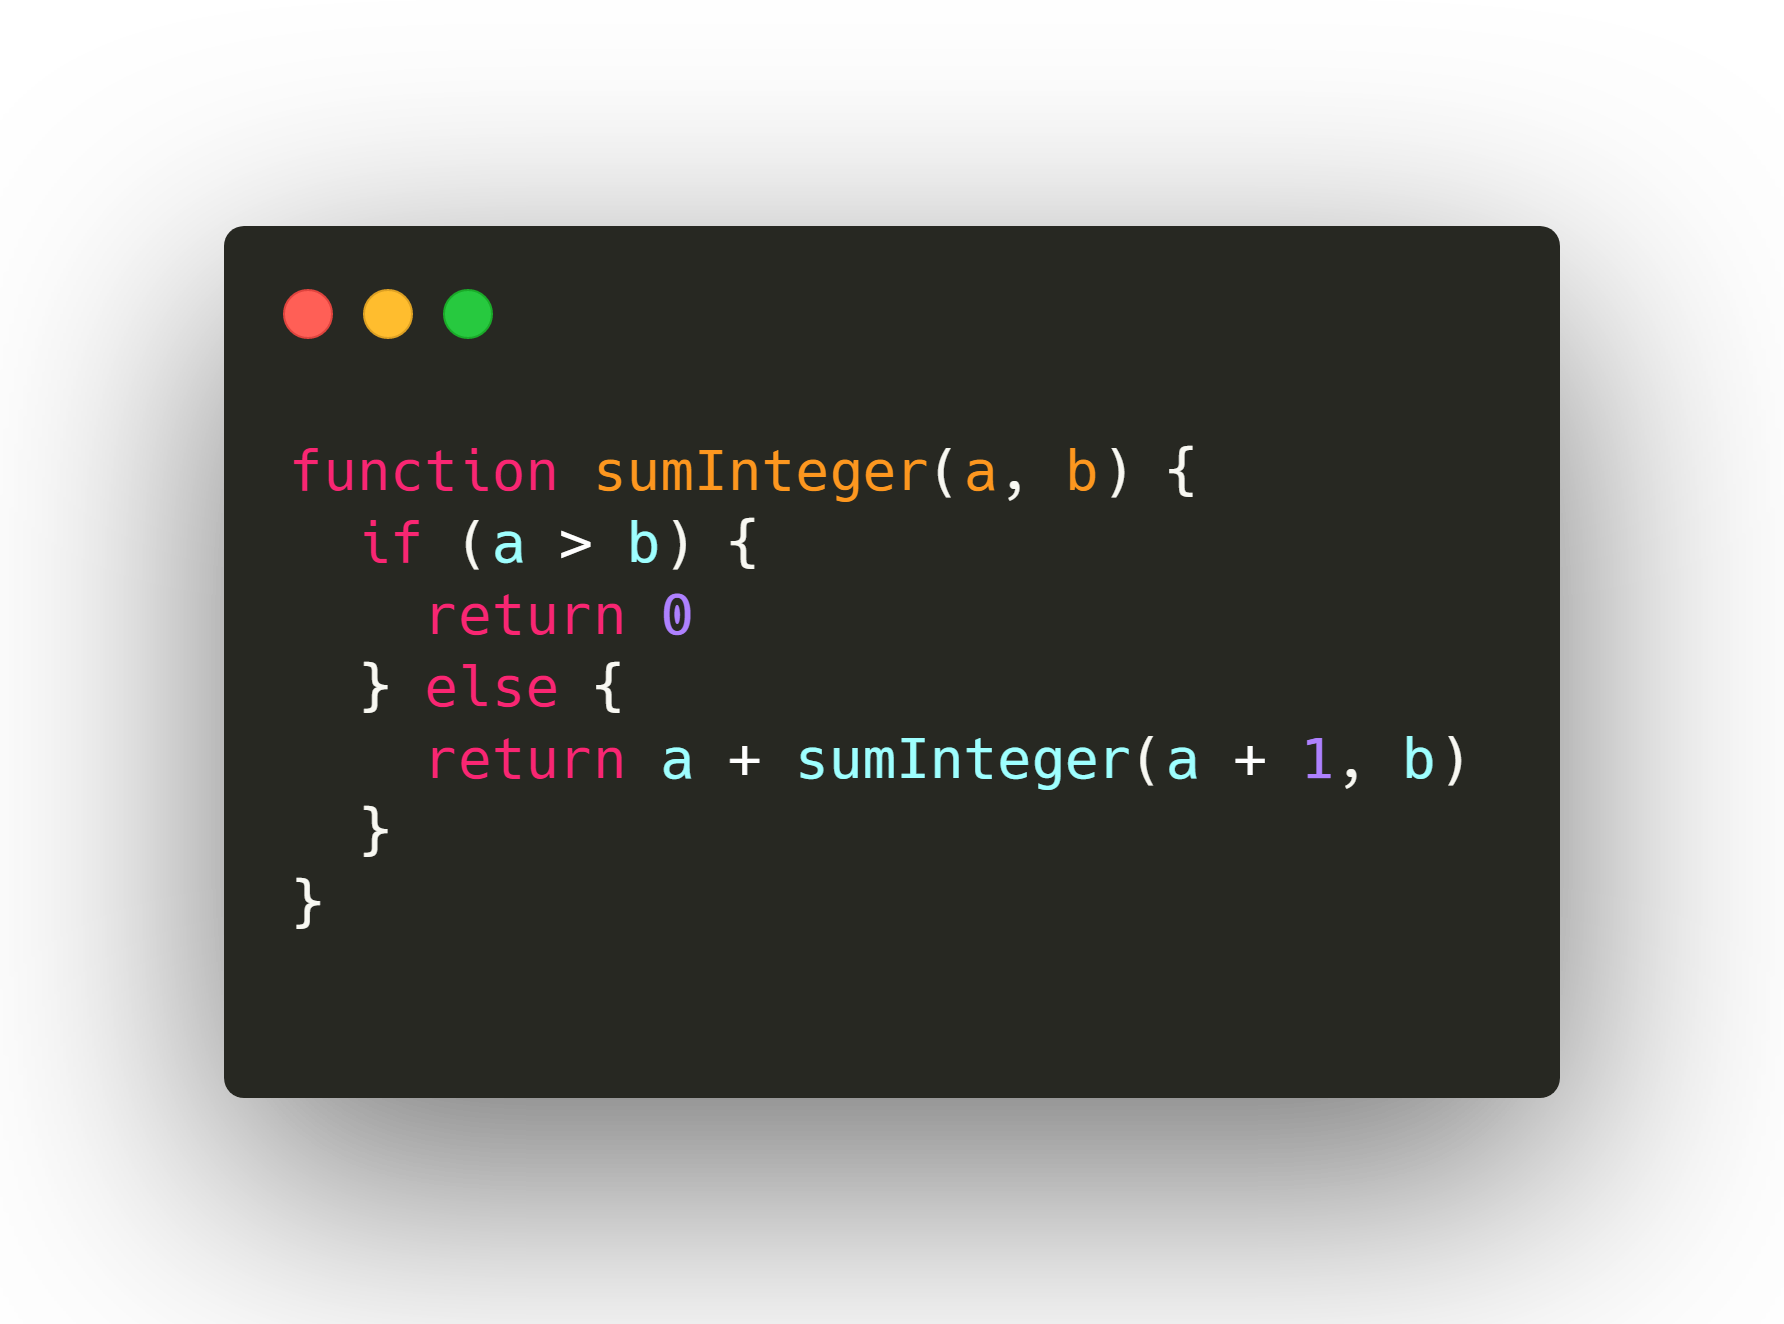 function sumInteger(a, b) {
  if (a > b) {
    return 0
  } else {
    return a + sumInteger(a + 1, b)
  }
}